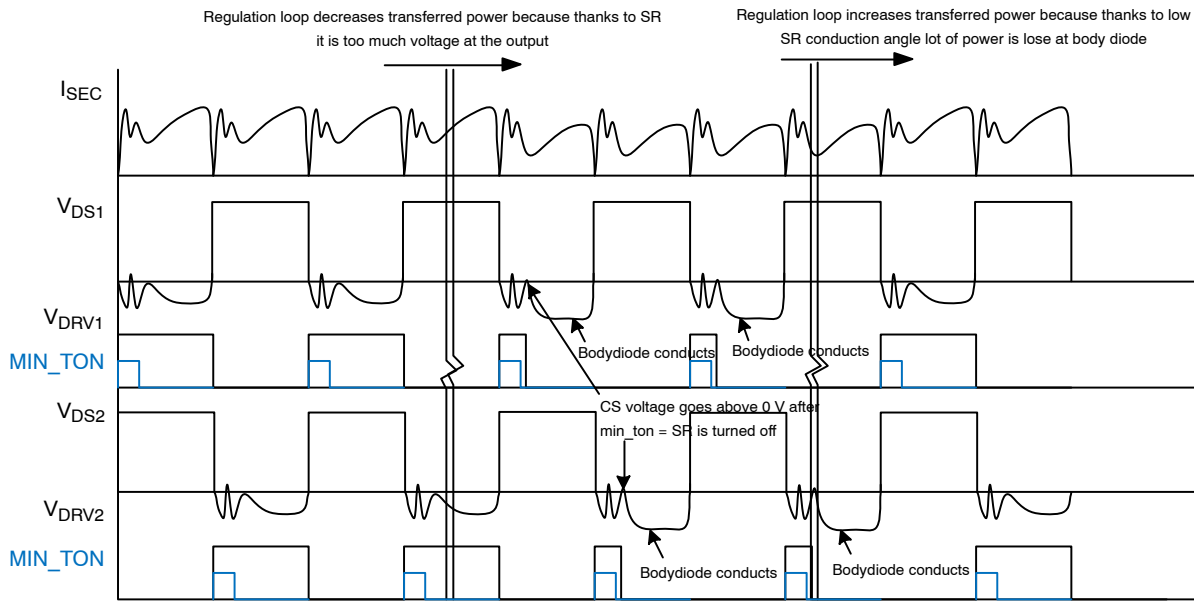 Regulation loop decreases transferred power because thanks to SR
it is too much voltage at the output
Regulation loop increases transferred power because thanks to low
SR conduction angle lot of power is lose at body diode
ISEC
VDS1
VDRV1
Bodydiode conducts
Bodydiode conducts
MIN_TON
CS voltage goes above 0 V after
min_ton = SR is turned off
VDS2
VDRV2
MIN_TON
Bodydiode conducts
Bodydiode conducts